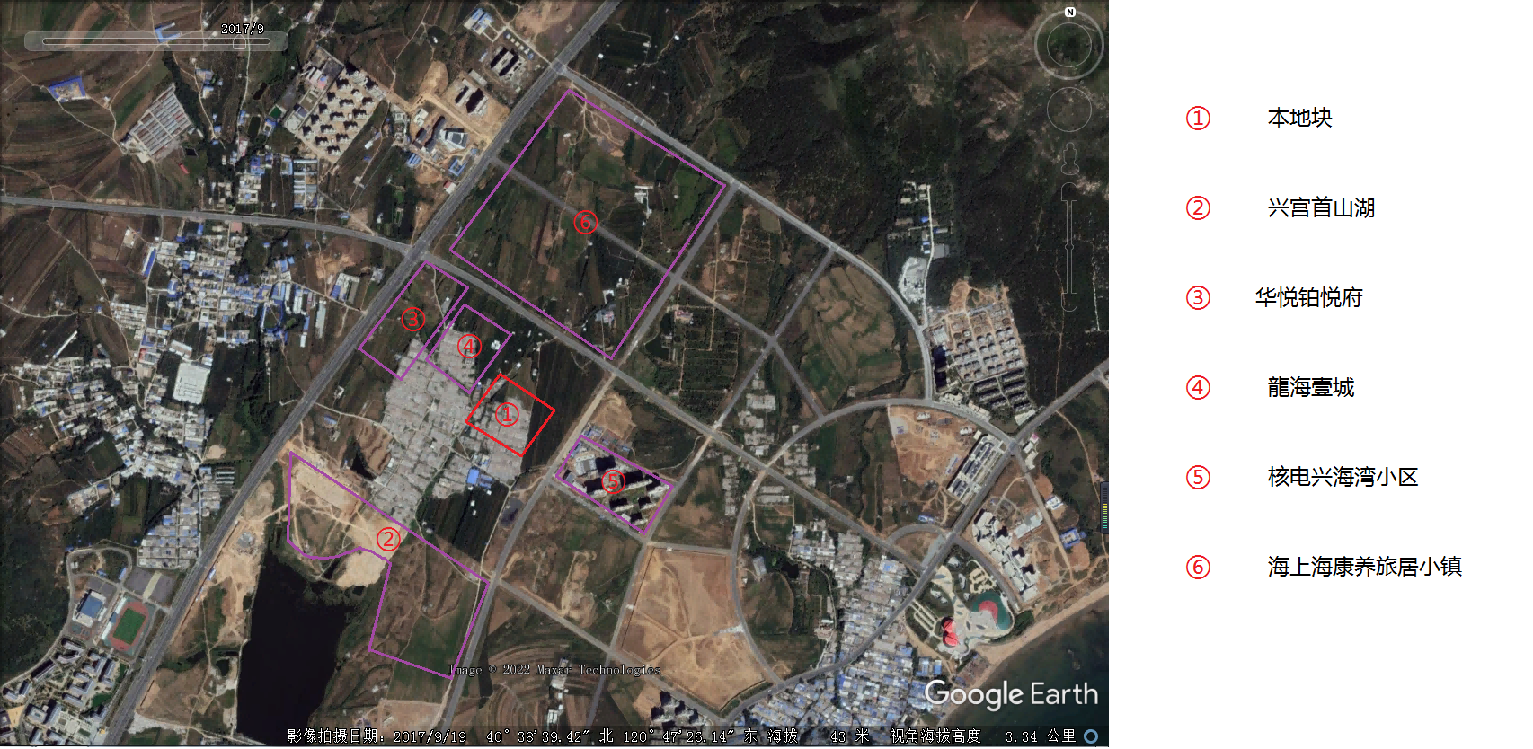 2017/9
N
① 本地块
② 兴宫首山湖
③ 华悦铂悦府
④ 龍海壹城
⑤ 核电兴海湾小区
⑥ 海上海康养旅居小镇
⑥
③
④
①
⑤
②
Image © 2022 Maxar Technologies
Google Earth
影像拍摄日期: 2017/9/19 40°33'39.42" 北 120°47'23.14" 东 海拔 43 米 视角海拔高度 3.34 公里